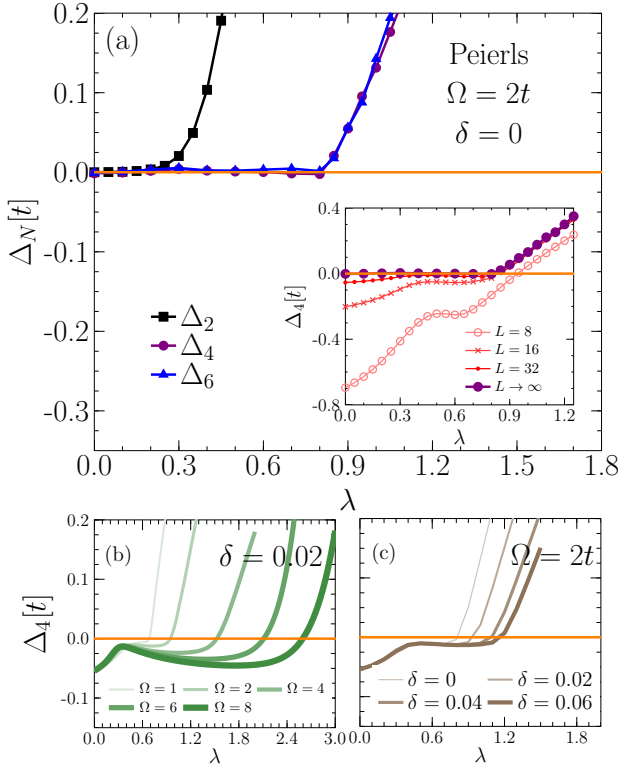 (a)
Peierls
Ω = 2t
δ = 0
Δ_N[t]
0.2
0.1
0.0
-0.1
-0.2
-0.3
Δ_2
Δ_4
Δ_6
0.0 0.3 0.6 0.9 1.2 1.5 1.8
λ
Δ_4[t]
0.4
0.0
-0.4
-0.8
L = 8
L = 16
L = 32
L → ∞
0.0 0.3 0.6 0.9 1.2
λ
(b)
δ = 0.02
Δ_4[t]
0.2
0.1
0.0
-0.1
Ω = 1 Ω = 2 Ω = 4
Ω = 6 Ω = 8
0.0 0.6 1.2 1.8 2.4 3.0
λ
(c)
Ω = 2t
δ = 0 δ = 0.02
δ = 0.04 δ = 0.06
0.0 0.6 1.2 1.8
λ